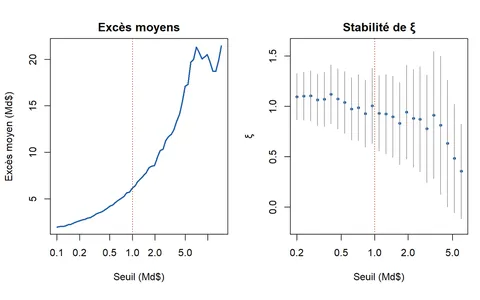 Excès moyens
Excès moyen (Md$)
20
15
10
5
0.1 0.2 0.5 1.0 2.0 5.0
Seuil (Md$)
Stabilité de ξ
ξ
1.5
1.0
0.5
0.0
0.2 0.5 1.0 2.0 5.0
Seuil (Md$)